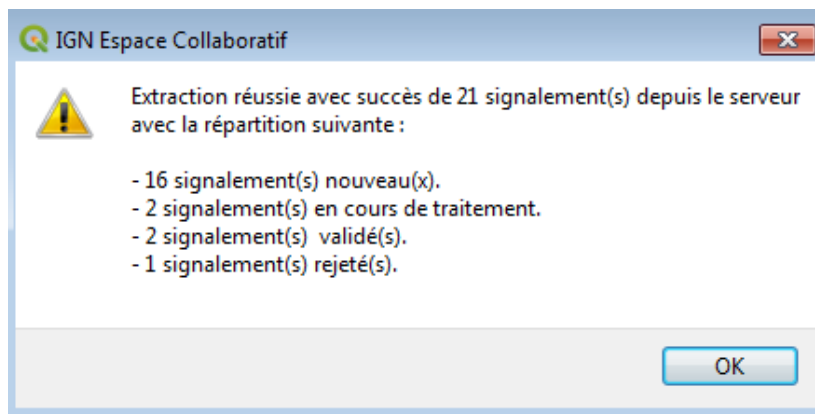 IGN Espace Collaboratif
Extraction réussie avec succès de 21 signalement(s) depuis le serveur
avec la répartition suivante :
- 16 signalement(s) nouveau(x).
- 2 signalement(s) en cours de traitement.
- 2 signalement(s)  validé(s).
- 1 signalement(s) rejeté(s).
OK